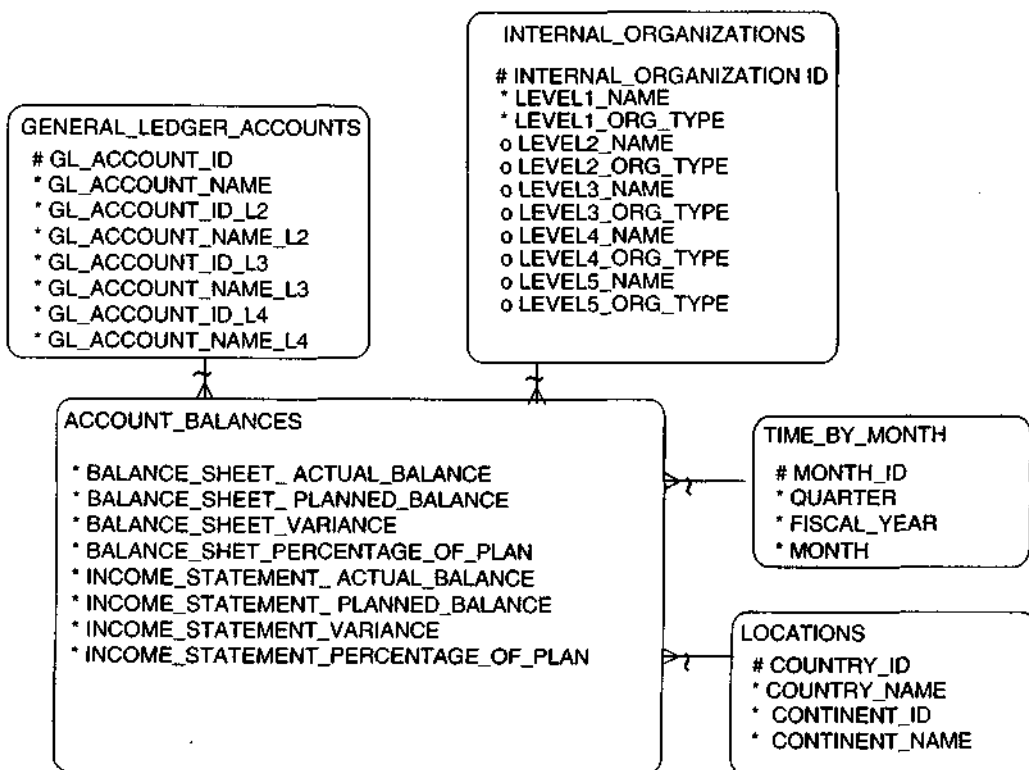 INTERNAL_ORGANIZATIONS
# INTERNAL_ORGANIZATION ID
* LEVEL1_NAME
* LEVEL1_ORG_TYPE
o LEVEL2_NAME
o LEVEL2_ORG_TYPE
o LEVEL3_NAME
o LEVEL3_ORG_TYPE
o LEVEL4_NAME
o LEVEL4_ORG_TYPE
o LEVEL5_NAME
o LEVEL5_ORG_TYPE
GENERAL_LEDGER_ACCOUNTS
# GL_ACCOUNT_ID
* GL_ACCOUNT_NAME
* GL_ACCOUNT_ID_L2
* GL_ACCOUNT_NAME_L2
* GL_ACCOUNT_ID_L3
* GL_ACCOUNT_NAME_L3
* GL_ACCOUNT_ID_L4
* GL_ACCOUNT_NAME_L4
ACCOUNT_BALANCES
* BALANCE_SHEET_ ACTUAL_BALANCE
* BALANCE_SHEET_ PLANNED_BALANCE
* BALANCE_SHEET_VARIANCE
* BALANCE_SHET_PERCENTAGE_OF_PLAN
* INCOME_STATEMENT_ ACTUAL_BALANCE
* INCOME_STATEMENT_ PLANNED_BALANCE
* INCOME_STATEMENT_VARIANCE
* INCOME_STATEMENT_PERCENTAGE_OF_PLAN
TIME_BY_MONTH
# MONTH_ID
* QUARTER
* FISCAL_YEAR
* MONTH
LOCATIONS
# COUNTRY_ID
* COUNTRY_NAME
* CONTINENT_ID
* CONTINENT_NAME